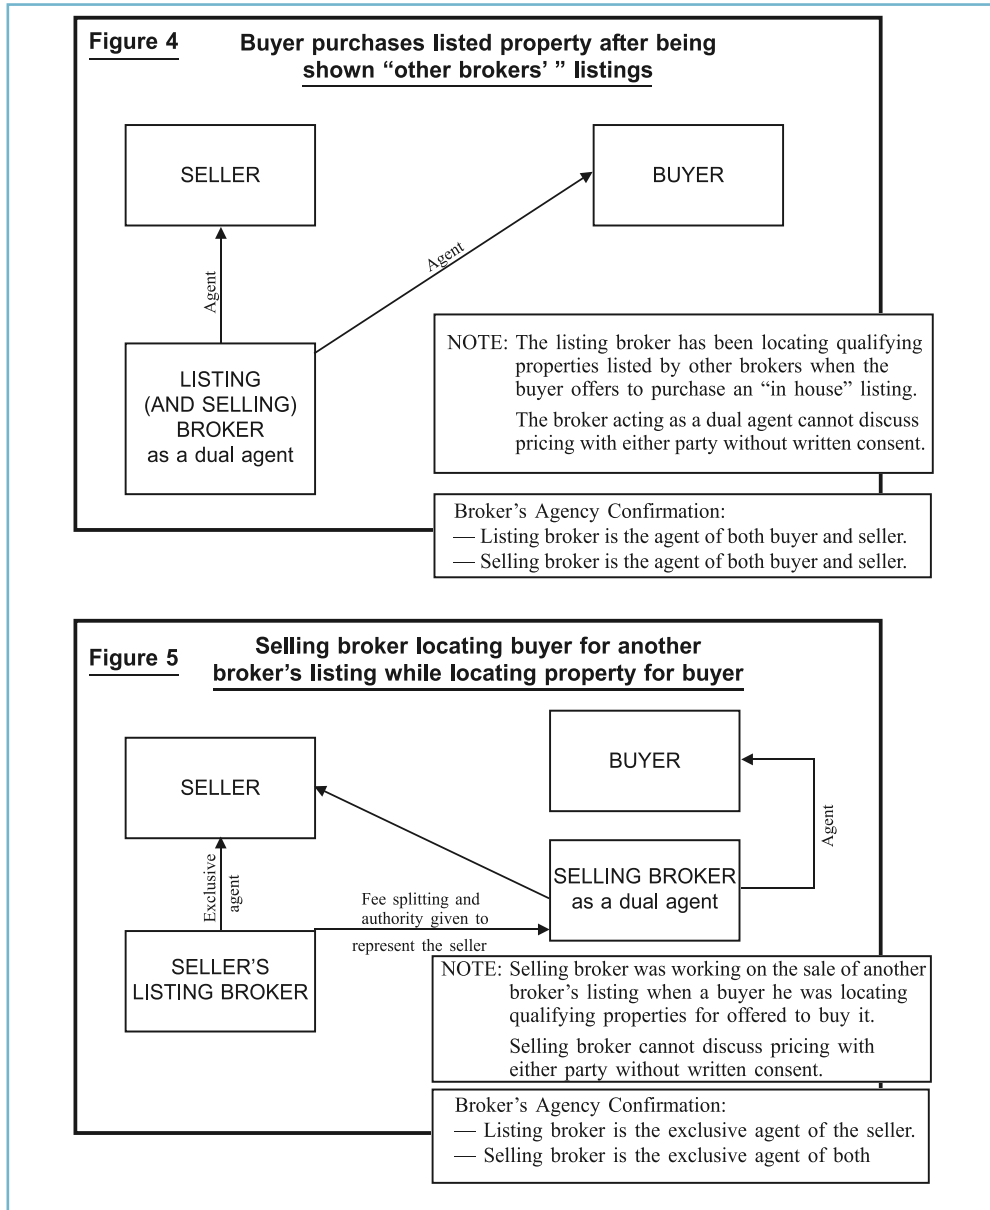 Figure 4
Buyer purchases listed property after being
shown “other brokers’ ” listings
SELLER
BUYER
Agent
Agent
LISTING
(AND SELLING)
BROKER
as a dual agent
NOTE: The listing broker has been locating qualifying
properties listed by other brokers when the
buyer offers to purchase an “in house” listing.
The broker acting as a dual agent cannot discuss
pricing with either party without written consent.
Broker’s Agency Confirmation:
— Listing broker is the agent of both buyer and seller.
— Selling broker is the agent of both buyer and seller.
Figure 5
Selling broker locating buyer for another
broker’s listing while locating property for buyer
SELLER
BUYER
Exclusive
agent
Agent
SELLING BROKER
as a dual agent
Fee splitting and
authority given to
represent the seller
SELLER’S
LISTING BROKER
NOTE: Selling broker was working on the sale of another
broker’s listing when a buyer he was locating
qualifying properties for offered to buy it.
Selling broker cannot discuss pricing with
either party without written consent.
Broker’s Agency Confirmation:
— Listing broker is the exclusive agent of the seller.
— Selling broker is the exclusive agent of both